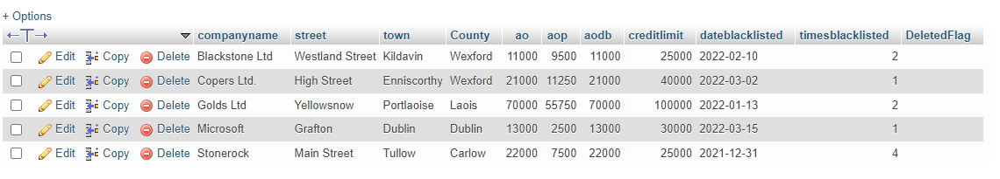 + Options
←T→ companyname street town County ao aop aodb creditlimit dateblacklisted timesblacklisted DeletedFlag
Edit Copy Delete Blackstone Ltd Westland Street Kildavin Wexford 11000 9500 11000 25000 2022-02-10 2
Edit Copy Delete Copers Ltd. High Street Enniscorthy Wexford 21000 11250 21000 40000 2022-03-02 1
Edit Copy Delete Golds Ltd Yellowsnow Portlaoise Laois 70000 55750 70000 100000 2022-01-13 2
Edit Copy Delete Microsoft Grafton Dublin Dublin 13000 2500 13000 30000 2022-03-15 1
Edit Copy Delete Stonerock Main Street Tullow Carlow 22000 7500 22000 25000 2021-12-31 4